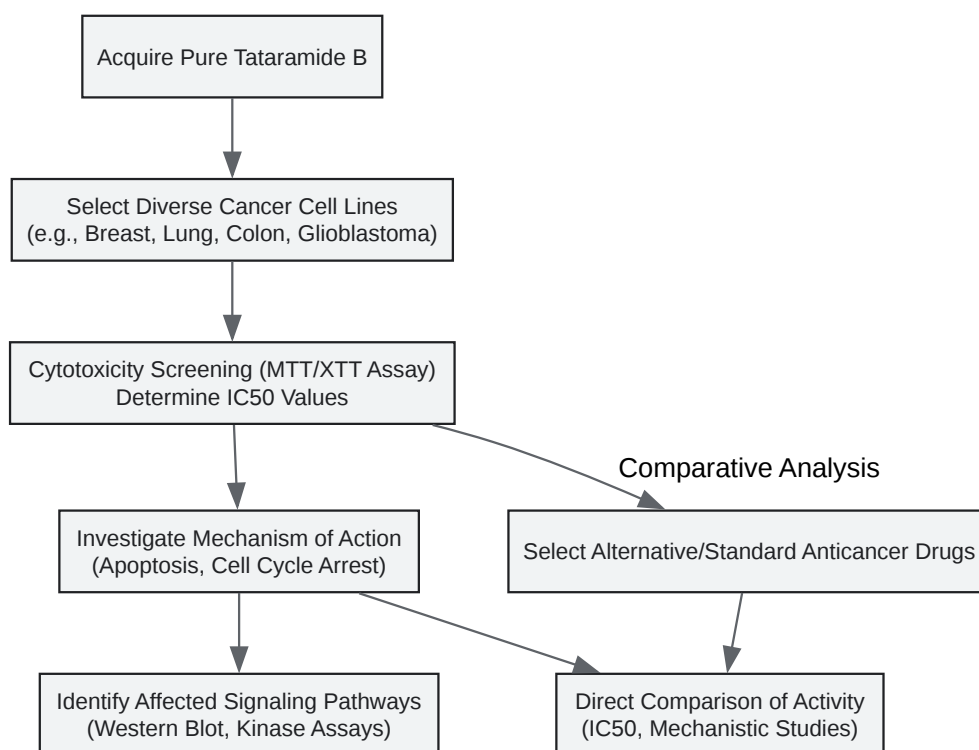 Acquire Pure Tataramide B
Select Diverse Cancer Cell Lines
(e.g., Breast, Lung, Colon, Glioblastoma)
Cytotoxicity Screening (MTT/XTT Assay)
Determine IC50 Values
Comparative Analysis
Investigate Mechanism of Action
(Apoptosis, Cell Cycle Arrest)
Select Alternative/Standard Anticancer Drugs
Identify Affected Signaling Pathways
(Western Blot, Kinase Assays)
Direct Comparison of Activity
(IC50, Mechanistic Studies)